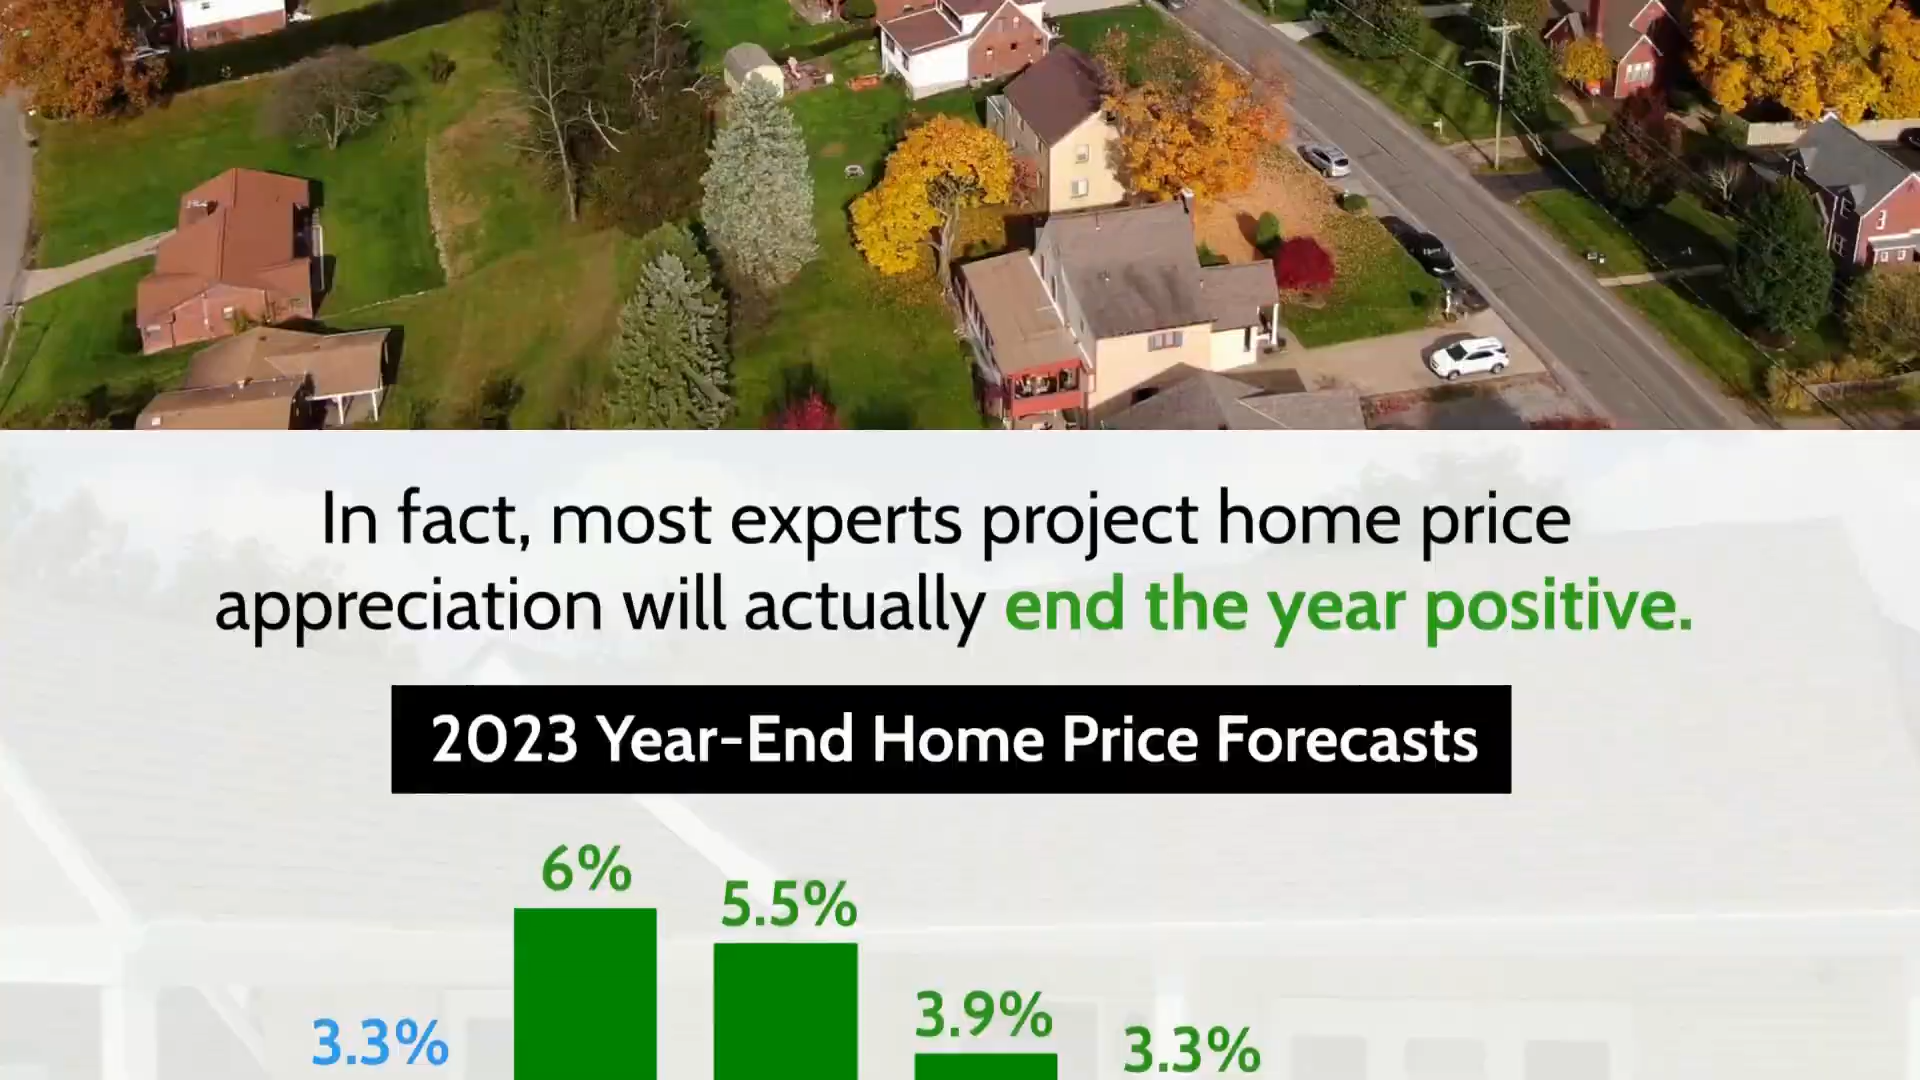 In fact, most experts project home price
appreciation will actually end the year positive.
2023 Year-End Home Price Forecasts
6%
5.5%
3.9%
3.3%
3.3%